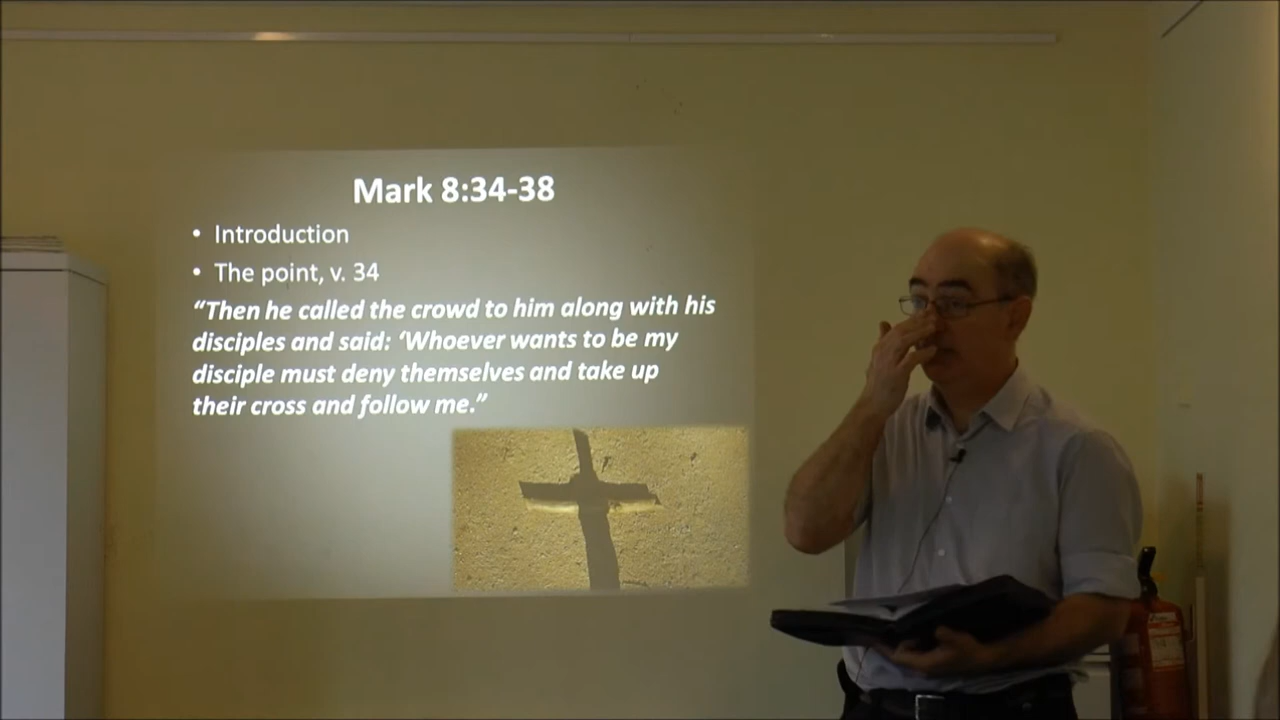 Mark 8:34-38
• Introduction
• The point, v. 34
“Then he called the crowd to him along with his
disciples and said: ‘Whoever wants to be my
disciple must deny themselves and take up
their cross and follow me.”